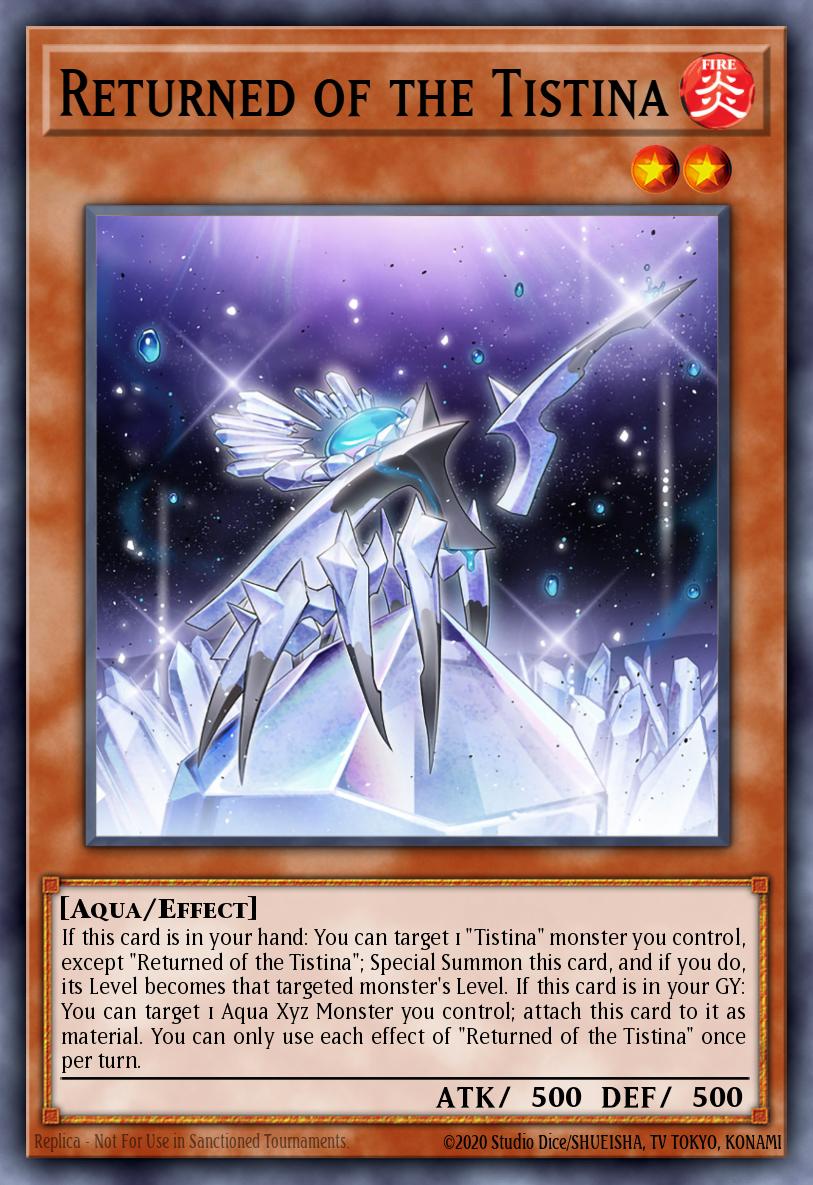 Returned of the Tistina
FIRE
炎
[Aqua/Effect]
If this card is in your hand: You can target 1 "Tistina" monster you control,
except "Returned of the Tistina"; Special Summon this card, and if you do,
its Level becomes that targeted monster's Level. If this card is in your GY:
You can target 1 Aqua Xyz Monster you control; attach this card to it as
material. You can only use each effect of "Returned of the Tistina" once
per turn.
ATK/ 500 DEF/ 500
Replica - Not For Use in Sanctioned Tournaments.
©2020 Studio Dice/SHUEISHA, TV TOKYO, KONAMI